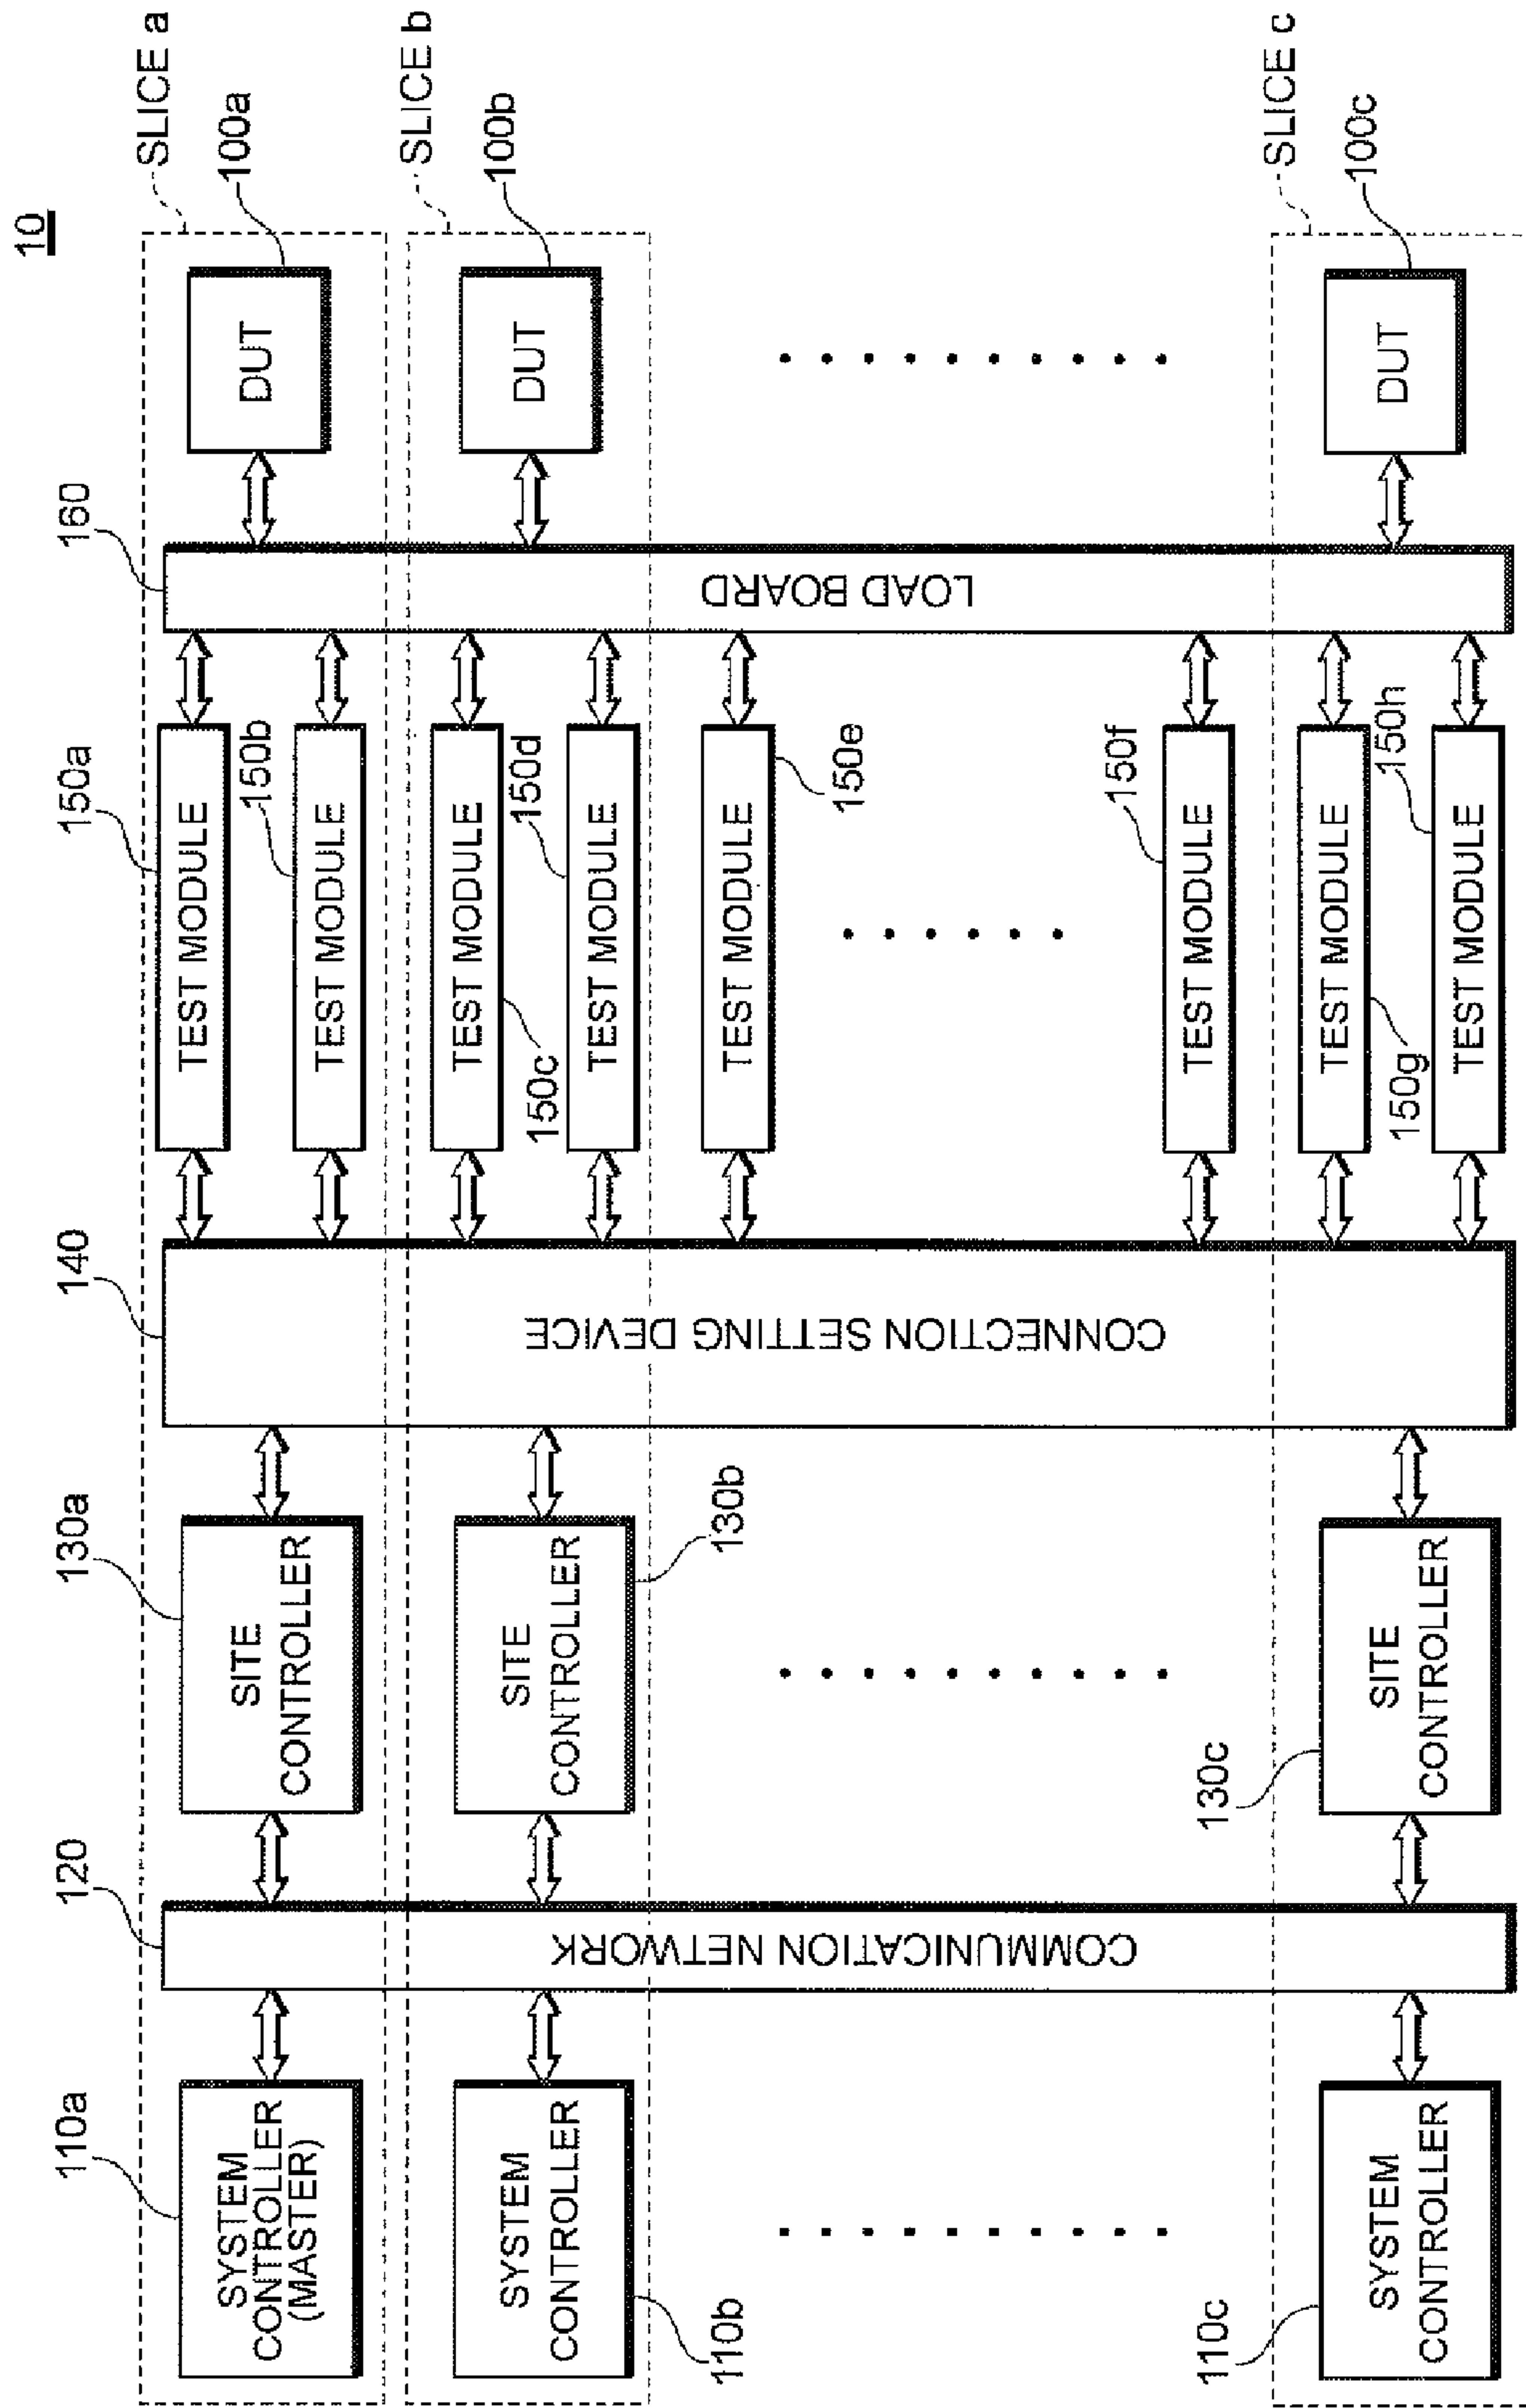 10
SLICE a
SLICE b
SLICE c
110a
120
130a
140
150a
160
100a
SYSTEM
CONTROLLER
(MASTER)
SITE
CONTROLLER
TEST MODULE
DUT
150b
TEST MODULE
110b
SYSTEM
CONTROLLER
130b
SITE
CONTROLLER
TEST MODULE
150c
150d
TEST MODULE
100b
DUT
COMMUNICATION NETWORK
CONNECTION SETTING DEVICE
LOAD BOARD
TEST MODULE
150e
150f
TEST MODULE
110c
SYSTEM
CONTROLLER
130c
SITE
CONTROLLER
TEST MODULE
150g
150h
TEST MODULE
100c
DUT